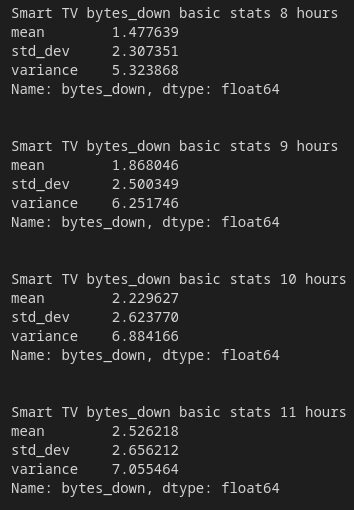 Smart TV bytes_down basic stats 8 hours
mean        1.477639
std_dev     2.307351
variance    5.323868
Name: bytes_down, dtype: float64
Smart TV bytes_down basic stats 9 hours
mean        1.868046
std_dev     2.500349
variance    6.251746
Name: bytes_down, dtype: float64
Smart TV bytes_down basic stats 10 hours
mean        2.229627
std_dev     2.623770
variance    6.884166
Name: bytes_down, dtype: float64
Smart TV bytes_down basic stats 11 hours
mean        2.526218
std_dev     2.656212
variance    7.055464
Name: bytes_down, dtype: float64